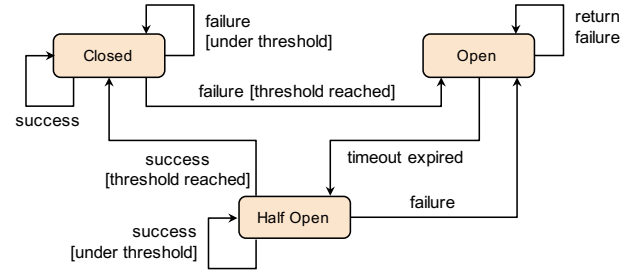 failure
[under threshold]
return
failure
Closed
Open
failure [threshold reached]
success
success
[threshold reached]
timeout expired
Half Open
failure
success
[under threshold]